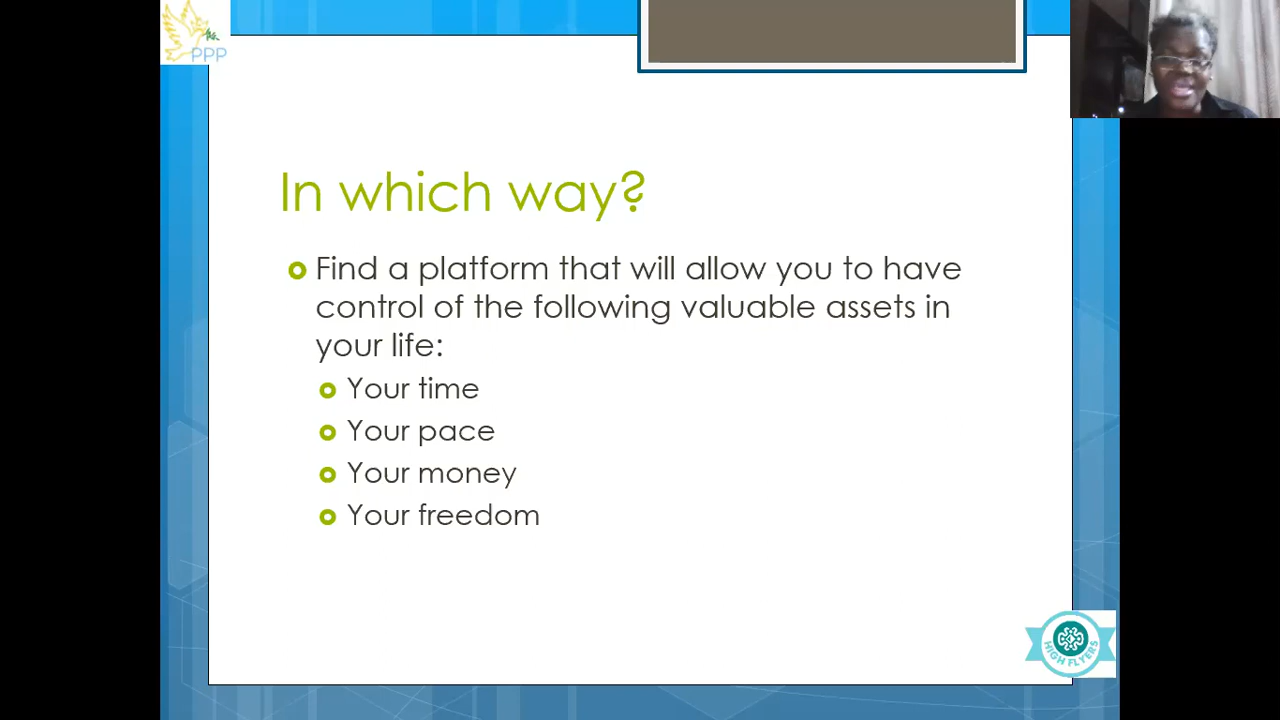 PPP
In which way?
Find a platform that will allow you to have
control of the following valuable assets in
your life:
Your time
Your pace
Your money
Your freedom
HIGH FLYERS